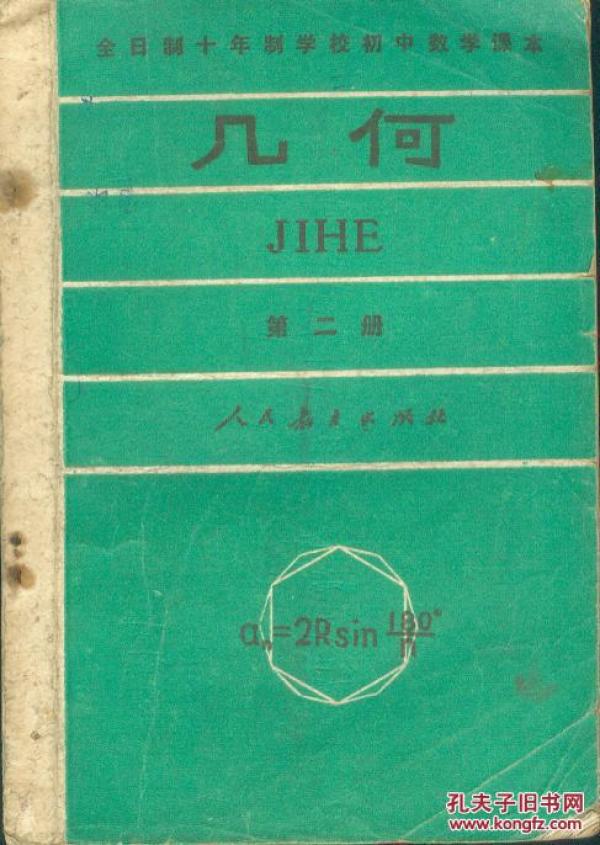 全日制十年制学校初中数学课本
几何
JIHE
第二册
人民教育出版社
aₙ=2Rsin 180°/n
孔夫子旧书网
www.kongfz.com